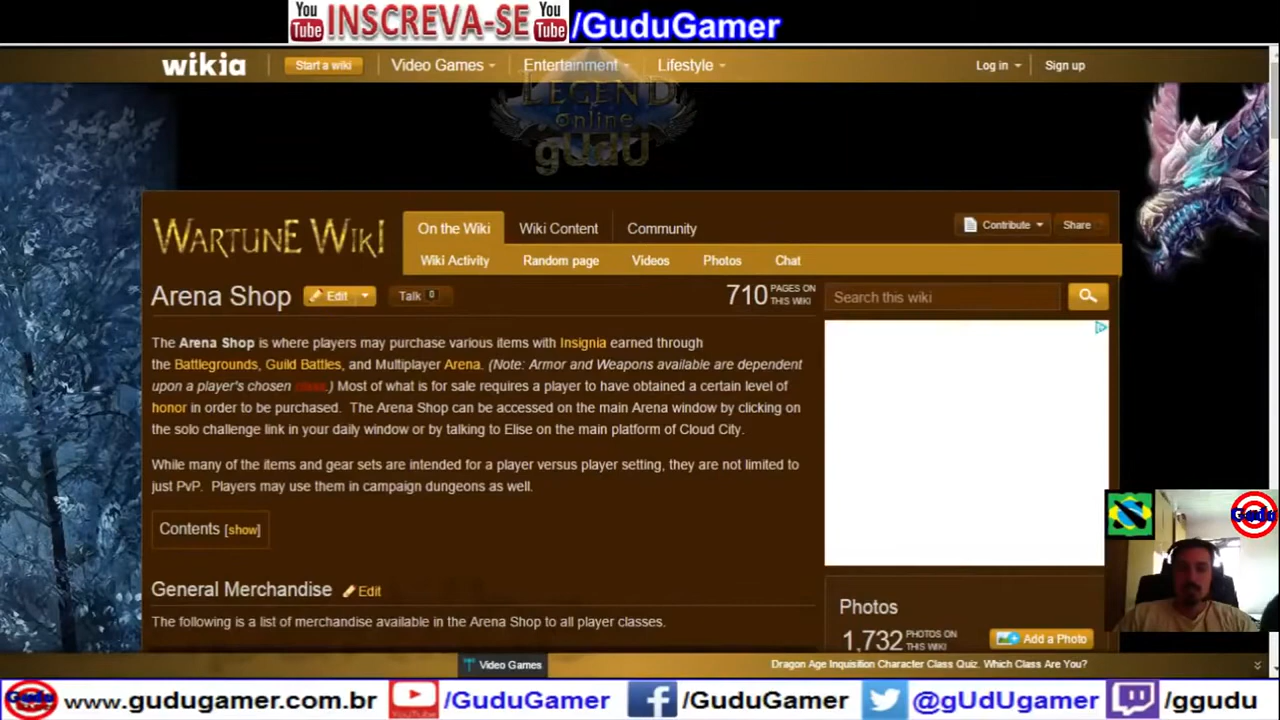 You Tube INSCREVA-SE You Tube /GuduGamer
wikia Start a wiki Video Games Entertainment Lifestyle Log in Sign up
LEGEND
online
gUdU
WARTUNE WIKI On the Wiki Wiki Content Community Contribute Share
Wiki Activity Random page Videos Photos Chat
Arena Shop Edit Talk 0 710 PAGES ON THIS WIKI Search this wiki
The Arena Shop is where players may purchase various items with Insignia earned through
the Battlegrounds, Guild Battles, and Multiplayer Arena. (Note: Armor and Weapons available are dependent
upon a player's chosen class.) Most of what is for sale requires a player to have obtained a certain level of
honor in order to be purchased. The Arena Shop can be accessed on the main Arena window by clicking on
the solo challenge link in your daily window or by talking to Elise on the main platform of Cloud City.
While many of the items and gear sets are intended for a player versus player setting, they are not limited to
just PvP. Players may use them in campaign dungeons as well.
Contents [show]
Gudu
General Merchandise Edit
The following is a list of merchandise available in the Arena Shop to all player classes.
Photos
1,732 PHOTOS ON THIS WIKI Add a Photo
Video Games Dragon Age Inquisition Character Class Quiz. Which Class Are You?
Gudu www.gudugamer.com.br YouTube /GuduGamer /GuduGamer @gUdUgamer /ggudu